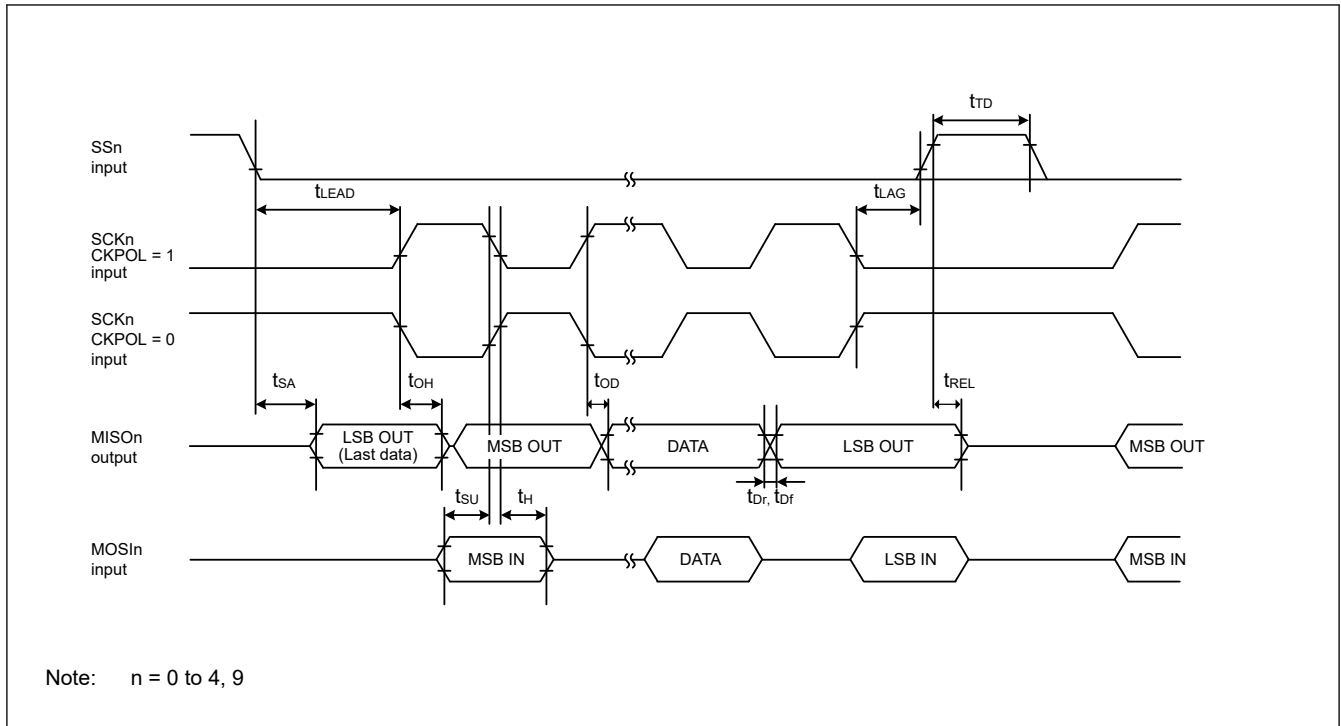 tTD
SSn
input
tLEAD
tLAG
SCKn
CKPOL = 1
input
SCKn
CKPOL = 0
input
tSA
tOH
tOD
tREL
MISOn
output
LSB OUT
(Last data)
MSB OUT
DATA
LSB OUT
MSB OUT
tSU
tH
tDr, tDf
MOSIn
input
MSB IN
DATA
LSB IN
MSB IN
Note: n = 0 to 4, 9